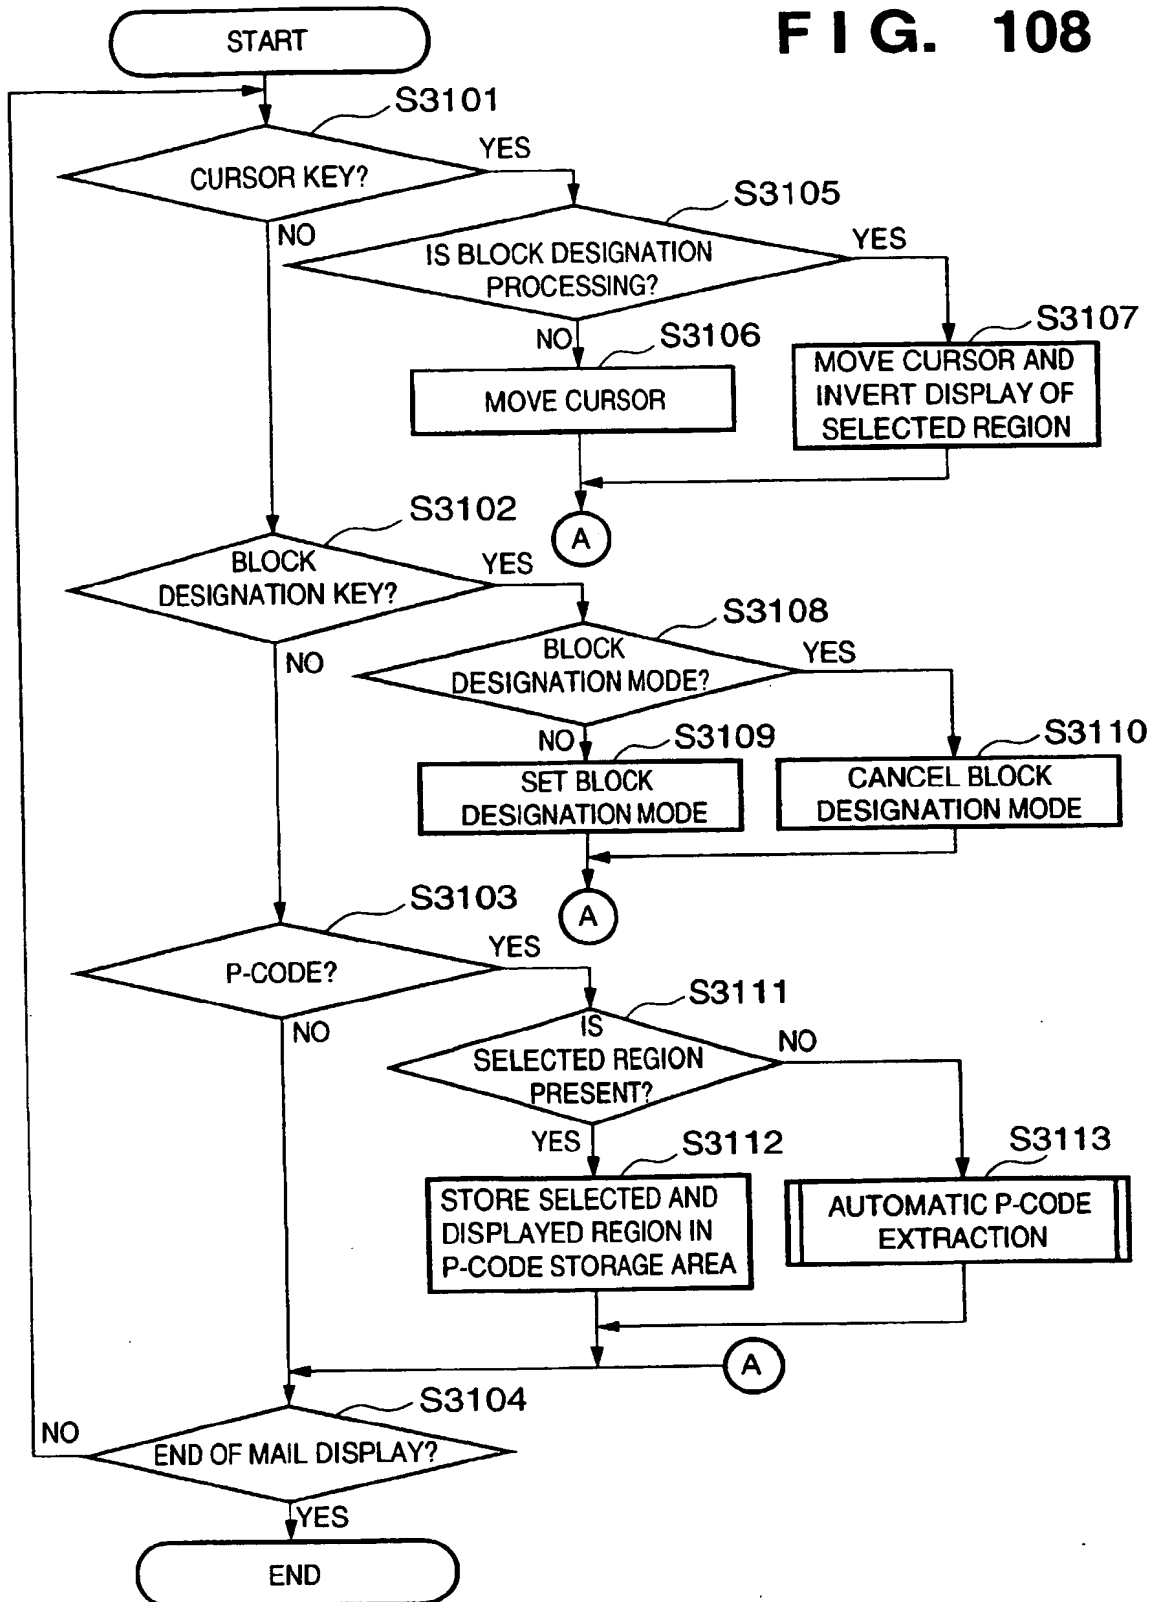 FIG. 108
START
S3101
CURSOR KEY?
YES
NO
S3105
IS BLOCK DESIGNATION
PROCESSING?
YES
NO
S3106
MOVE CURSOR
S3107
MOVE CURSOR AND
INVERT DISPLAY OF
SELECTED REGION
A
S3102
BLOCK
DESIGNATION KEY?
YES
NO
S3108
BLOCK
DESIGNATION MODE?
YES
NO
S3109
SET BLOCK
DESIGNATION MODE
S3110
CANCEL BLOCK
DESIGNATION MODE
A
S3103
P-CODE?
YES
NO
S3111
IS
SELECTED REGION
PRESENT?
NO
YES
S3112
STORE SELECTED AND
DISPLAYED REGION IN
P-CODE STORAGE AREA
S3113
AUTOMATIC P-CODE
EXTRACTION
A
S3104
END OF MAIL DISPLAY?
NO
YES
END